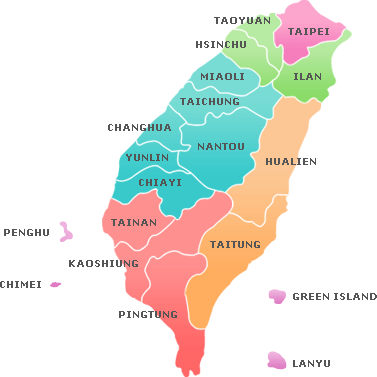 TAOYUAN
TAIPEI
HSINCHU
MIAOLI
ILAN
TAICHUNG
CHANGHUA
NANTOU
YUNLIN
HUALIEN
CHIAYI
TAINAN
PENGHU
TAITUNG
KAOSHIUNG
CHIMEI
GREEN ISLAND
PINGTUNG
LANYU